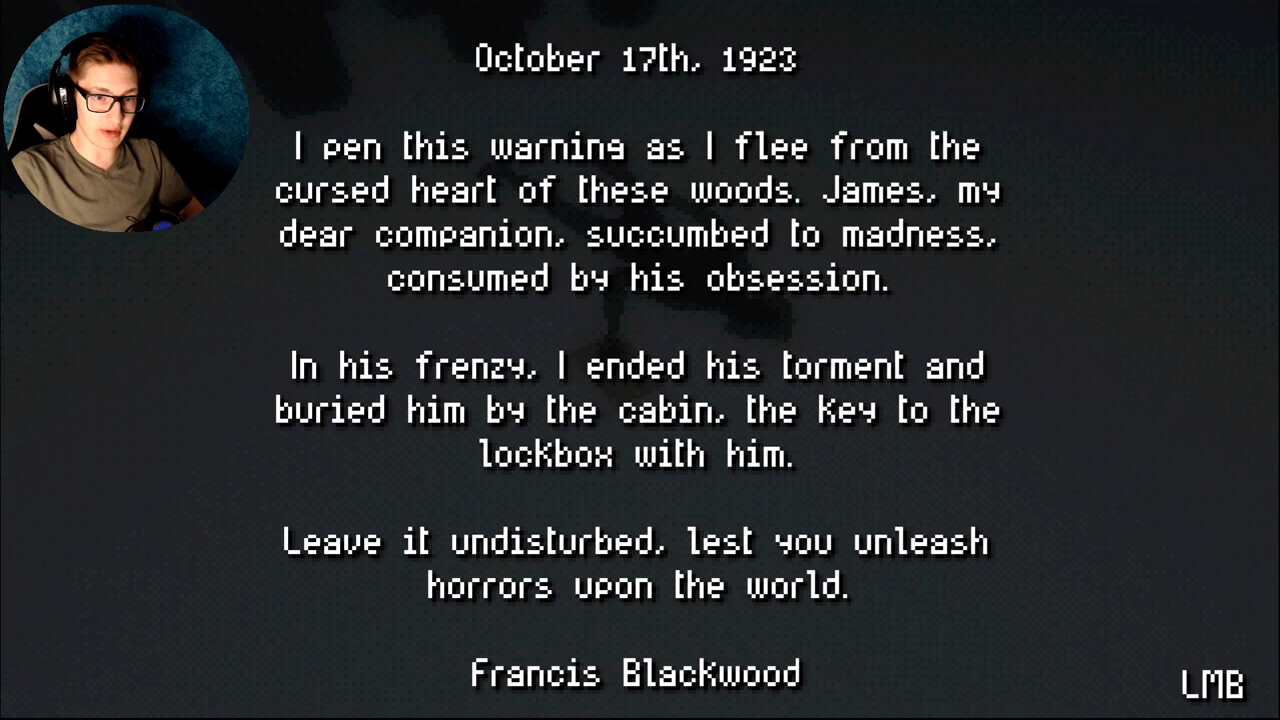 October 17th, 1923
I pen this warning as I flee from the
cursed heart of these woods. James, my
dear companion, succumbed to madness,
consumed by his obsession.
In his frenzy, I ended his torment and
buried him by the cabin, the key to the
lockbox with him.
Leave it undisturbed, lest you unleash
horrors upon the world.
Francis Blackwood
LMB